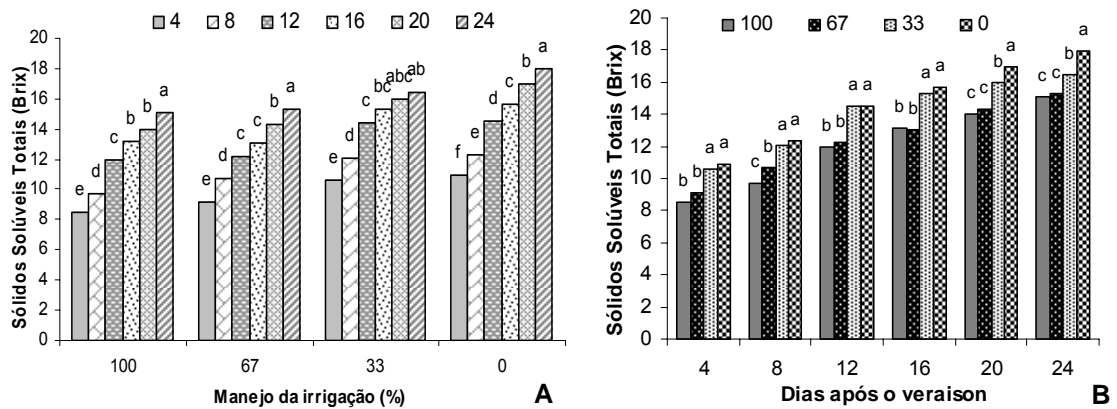 4 8 12 16 20 24
Sólidos Solúveis Totais (Brix)
20
18
16
14
12
10
8
6
4
2
0
e d c b b a
e d c c b a
e d c bc abc ab
f e d c b a
100 67 33 0
Manejo da irrigação (%)
A
100 67 33 0
Sólidos Solúveis Totais (Brix)
20
18
16
14
12
10
8
6
4
2
0
b b a a
c b a a
b b a a
b b a a
c c b a
c c b a
4 8 12 16 20 24
Dias após o veraison
B